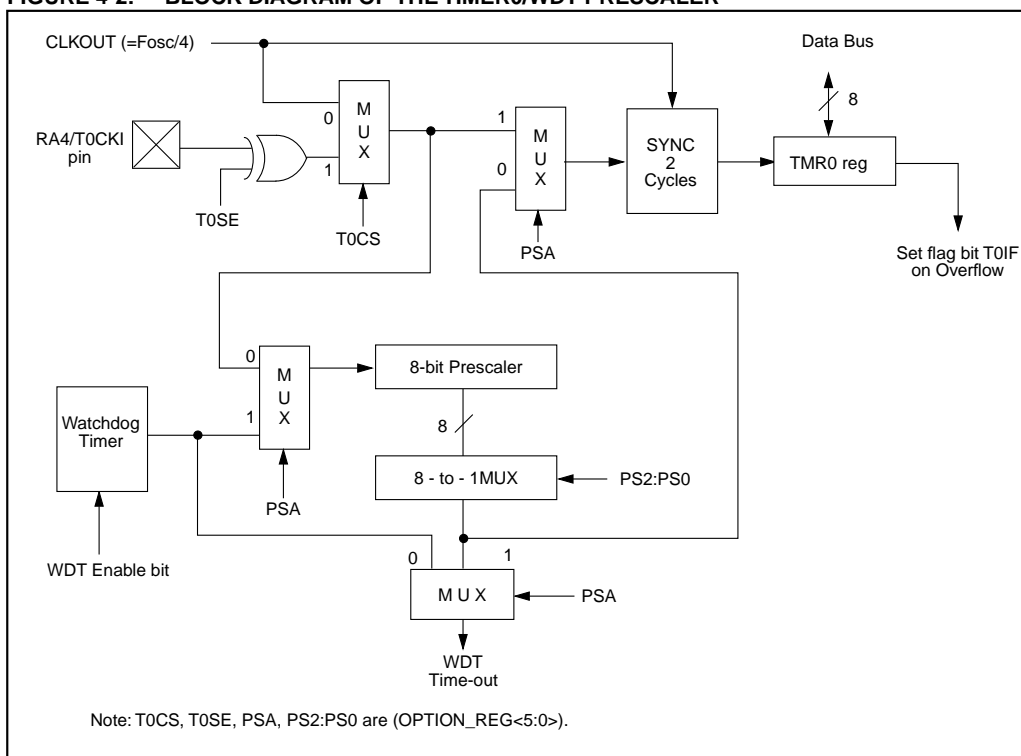 FIGURE 4-2: BLOCK DIAGRAM OF THE TIMER0/WDT PRESCALER
CLKOUT (=Fosc/4)
Data Bus
8
RA4/T0CKI
pin
T0SE
0
1
M
U
X
T0CS
1
0
M
U
X
PSA
SYNC
2
Cycles
TMR0 reg
Set flag bit T0IF
on Overflow
Watchdog
Timer
WDT Enable bit
0
1
M
U
X
PSA
8-bit Prescaler
8
8 - to - 1MUX
PS2:PS0
0
1
M U X
PSA
WDT
Time-out
Note: T0CS, T0SE, PSA, PS2:PS0 are (OPTION_REG<5:0>).